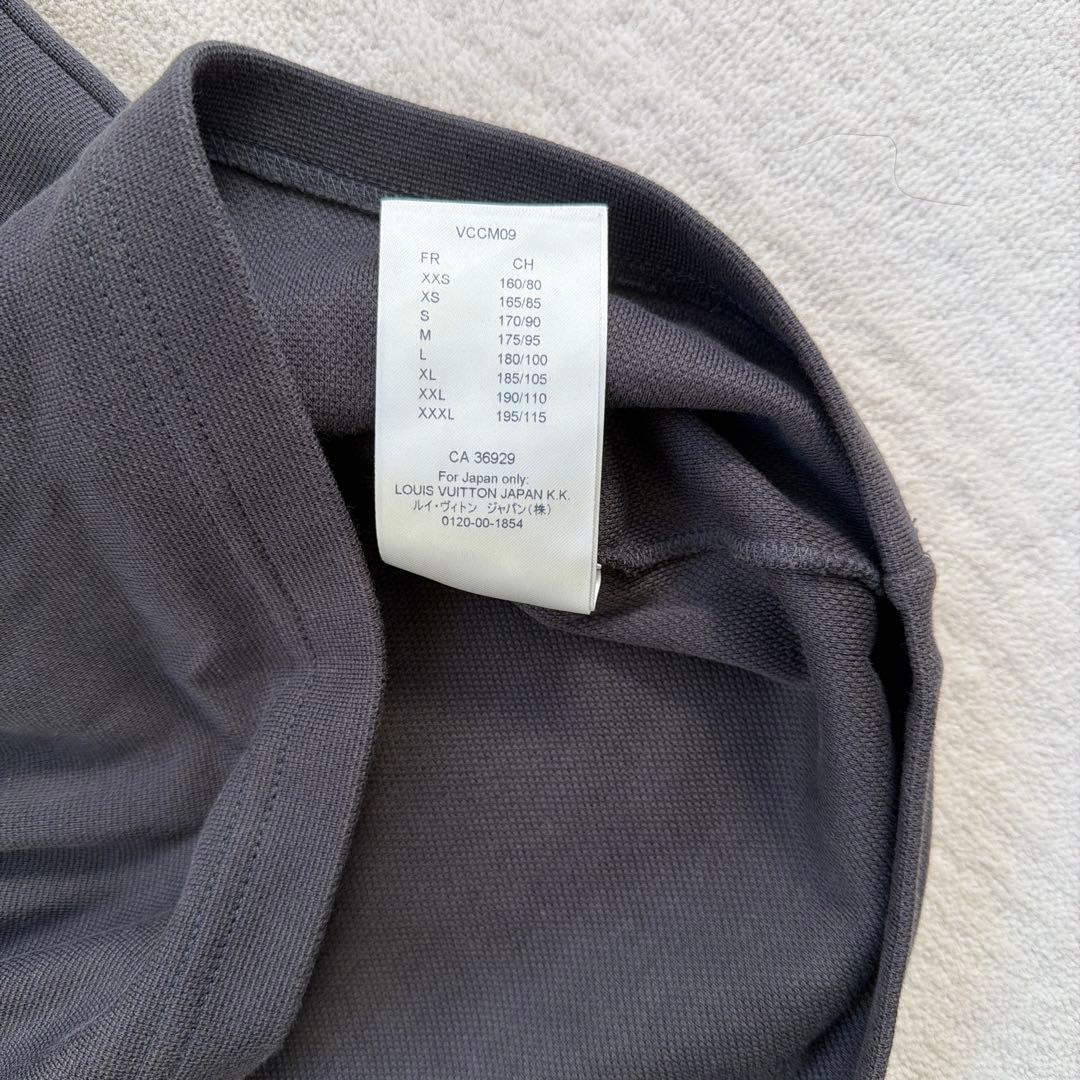 VCCM09
FR CH
XXS 160/80
XS 165/85
S 170/90
M 175/95
L 180/100
XL 185/105
XXL 190/110
XXXL 195/115
CA 36929
For Japan only:
LOUIS VUITTON JAPAN K.K.
ルイ・ヴィトン ジャパン(株)
0120-00-1854